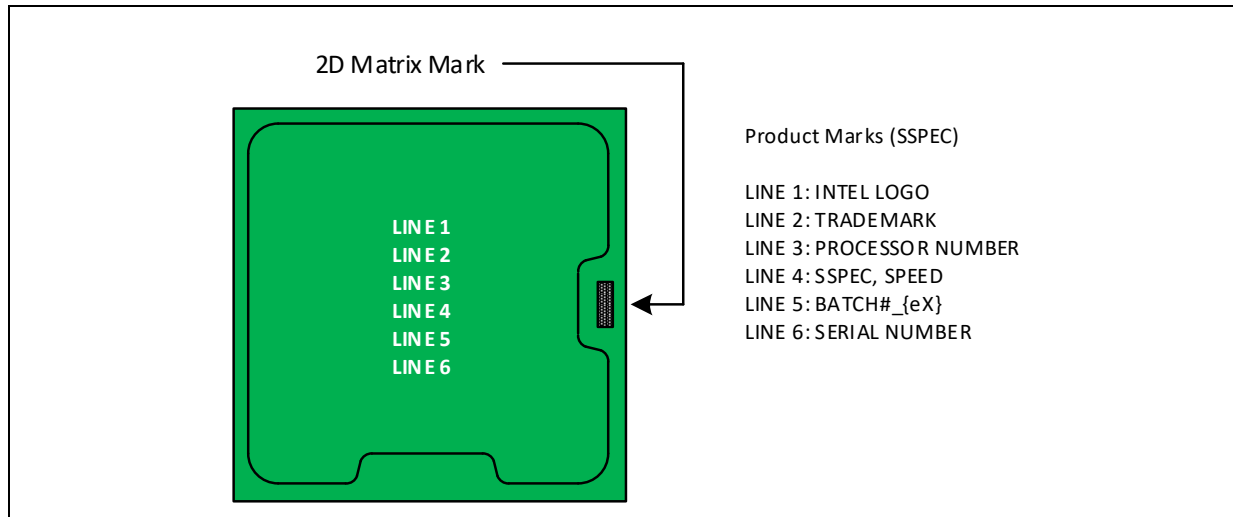 2D Matrix Mark
LINE 1
LINE 2
LINE 3
LINE 4
LINE 5
LINE 6
Product Marks (SSPEC)
LINE 1: INTEL LOGO
LINE 2: TRADEMARK
LINE 3: PROCESSOR NUMBER
LINE 4: SSPEC, SPEED
LINE 5: BATCH#_{eX}
LINE 6: SERIAL NUMBER